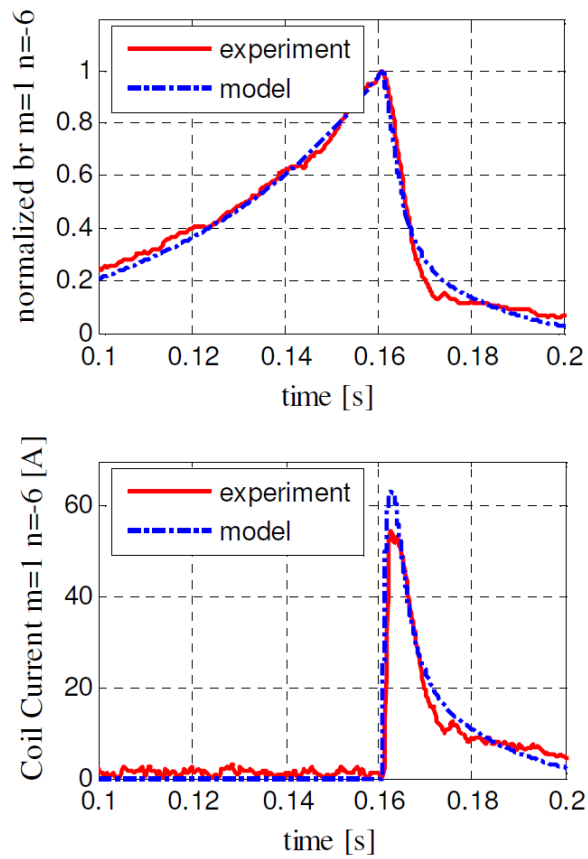 experiment
model
normalized br m=1 n=-6
1
0.8
0.6
0.4
0.2
0
0.1 0.12 0.14 0.16 0.18 0.2
time [s]
experiment
model
Coil Current m=1 n=-6 [A]
60
40
20
0
0.1 0.12 0.14 0.16 0.18 0.2
time [s]